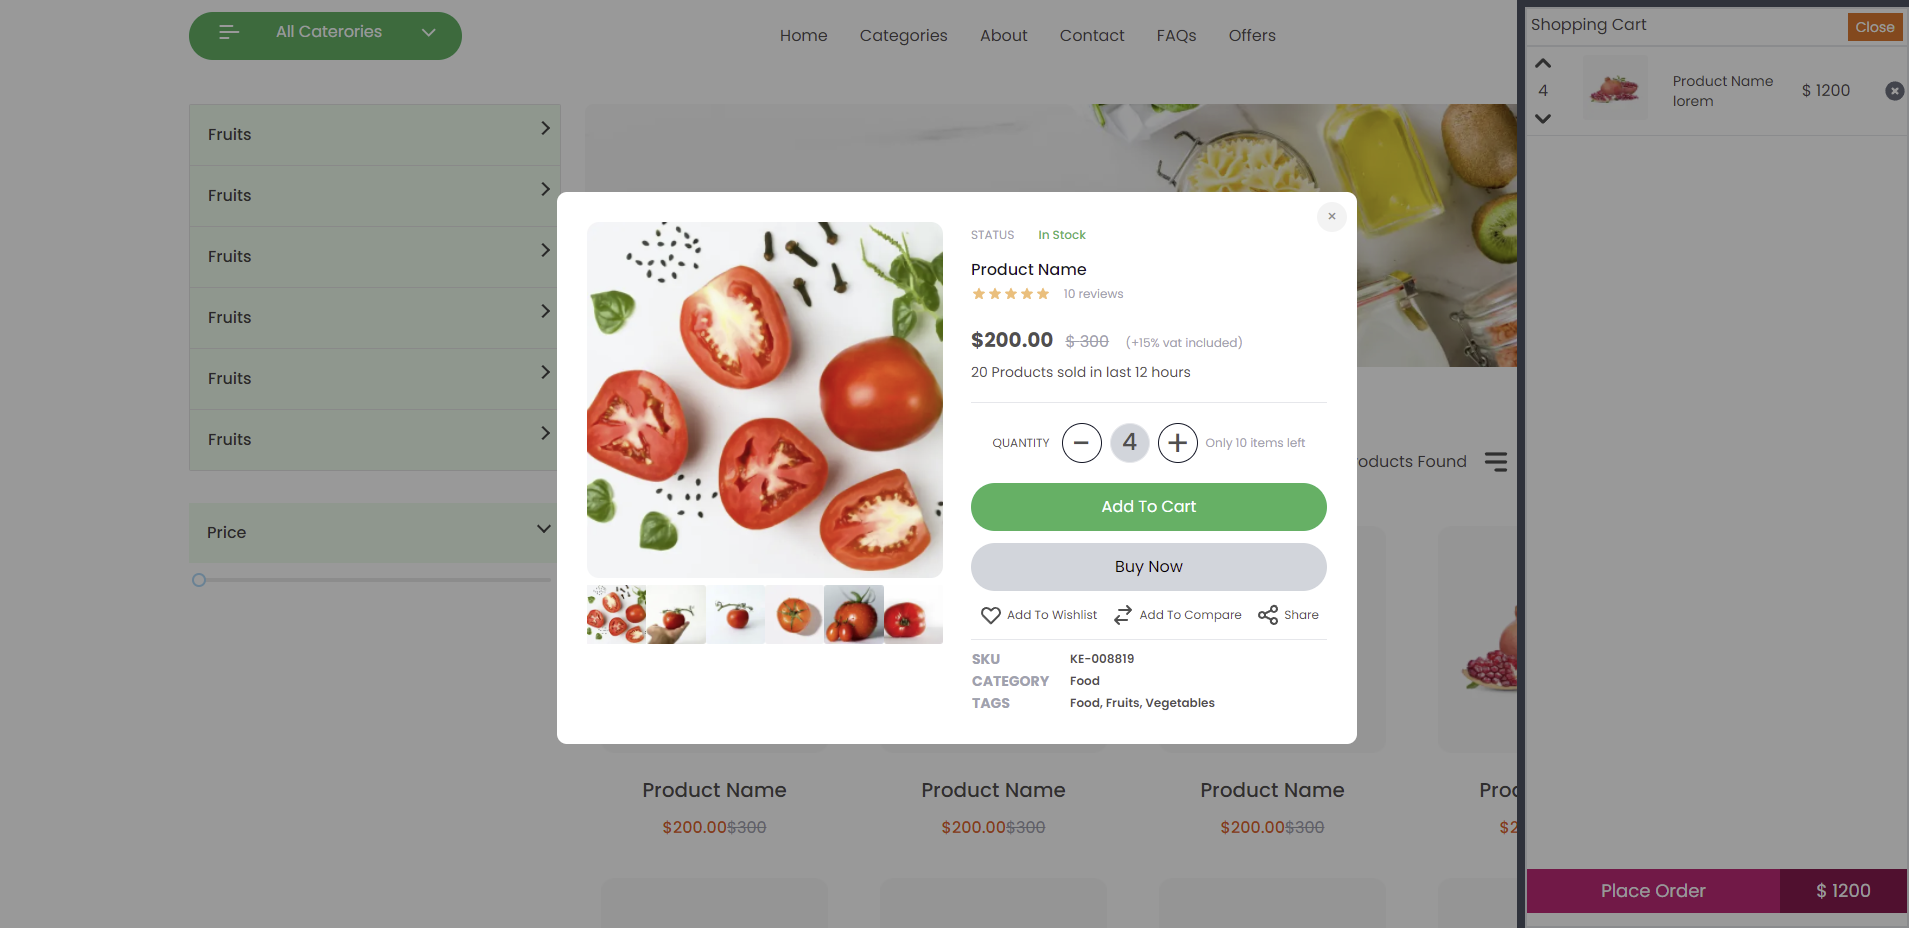 All Caterories
Home
Categories
About
Contact
FAQs
Offers
Shopping Cart
Close
4
Product Name
lorem
$ 1200
Fruits
Fruits
Fruits
Fruits
Fruits
Fruits
Price
STATUS In Stock
Product Name
10 reviews
$200.00 $ 300 (+15% vat included)
20 Products sold in last 12 hours
QUANTITY 4 Only 10 items left
Add To Cart
Buy Now
Add To Wishlist Add To Compare Share
SKU KE-008819
CATEGORY Food
TAGS Food, Fruits, Vegetables
Found
Product Name
$200.00$300
Product Name
$200.00$300
Product Name
$200.00$300
Place Order $ 1200